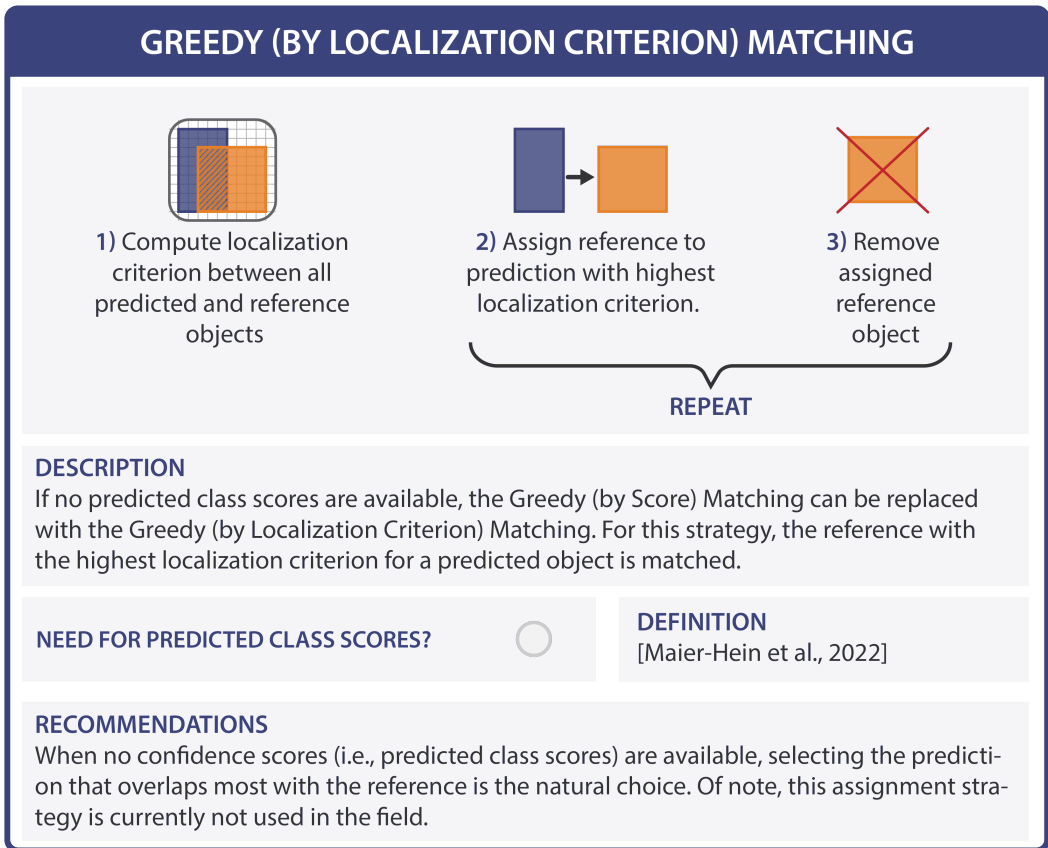 GREEDY (BY LOCALIZATION CRITERION) MATCHING
1) Compute localization
criterion between all
predicted and reference
objects
2) Assign reference to
prediction with highest
localization criterion.
3) Remove
assigned
reference
object
REPEAT
DESCRIPTION
If no predicted class scores are available, the Greedy (by Score) Matching can be replaced
with the Greedy (by Localization Criterion) Matching. For this strategy, the reference with
the highest localization criterion for a predicted object is matched.
NEED FOR PREDICTED CLASS SCORES?
DEFINITION
[Maier-Hein et al., 2022]
RECOMMENDATIONS
When no confidence scores (i.e., predicted class scores) are available, selecting the predicti-
on that overlaps most with the reference is the natural choice. Of note, this assignment stra-
tegy is currently not used in the field.